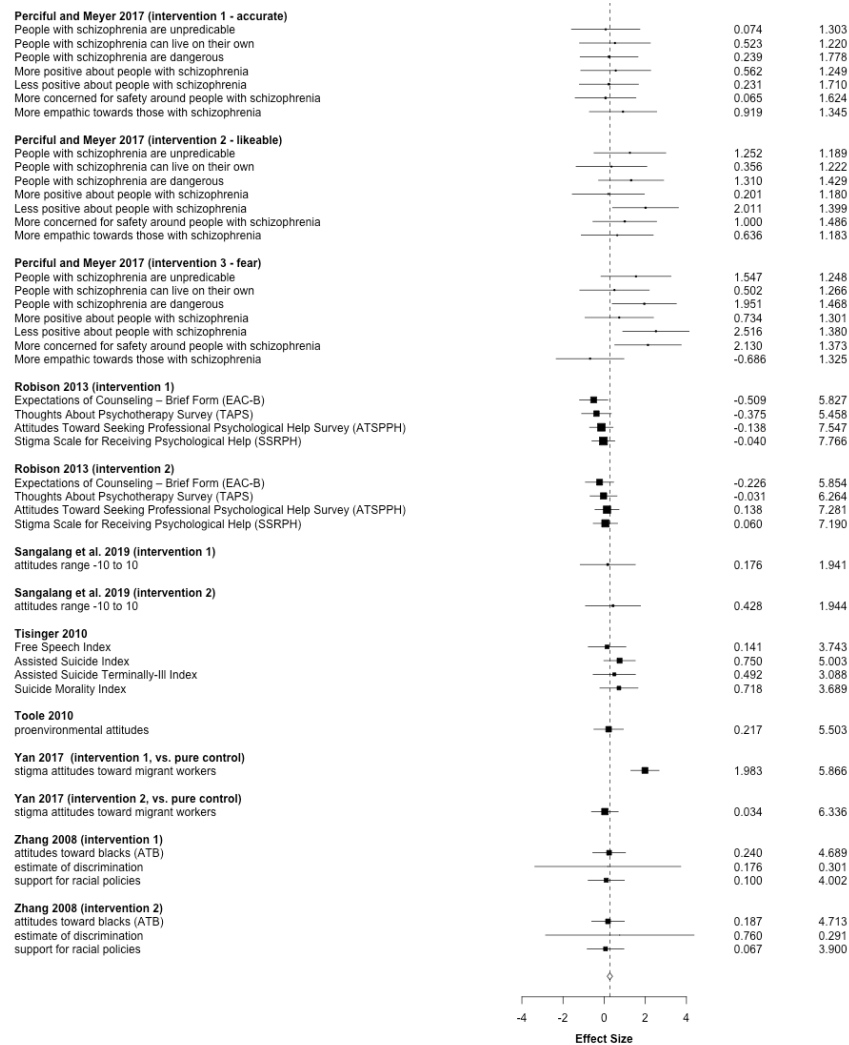 Perciful and Meyer 2017 (intervention 1 - accurate)
People with schizophrenia are unpredicable 0.074 1.303
People with schizophrenia can live on their own 0.523 1.220
People with schizophrenia are dangerous 0.239 1.778
More positive about people with schizophrenia 0.562 1.249
Less positive about people with schizophrenia 0.231 1.710
More concerned for safety around people with schizophrenia 0.065 1.624
More empathic towards those with schizophrenia 0.919 1.345
Perciful and Meyer 2017 (intervention 2 - likeable)
People with schizophrenia are unpredicable 1.252 1.189
People with schizophrenia can live on their own 0.356 1.222
People with schizophrenia are dangerous 1.310 1.429
More positive about people with schizophrenia 0.201 1.180
Less positive about people with schizophrenia 2.011 1.399
More concerned for safety around people with schizophrenia 1.000 1.486
More empathic towards those with schizophrenia 0.636 1.183
Perciful and Meyer 2017 (intervention 3 - fear)
People with schizophrenia are unpredicable 1.547 1.248
People with schizophrenia can live on their own 0.502 1.266
People with schizophrenia are dangerous 1.951 1.468
More positive about people with schizophrenia 0.734 1.301
Less positive about people with schizophrenia 2.516 1.380
More concerned for safety around people with schizophrenia 2.130 1.373
More empathic towards those with schizophrenia -0.686 1.325
Robison 2013 (intervention 1)
Expectations of Counseling – Brief Form (EAC-B) -0.509 5.827
Thoughts About Psychotherapy Survey (TAPS) -0.375 5.458
Attitudes Toward Seeking Professional Psychological Help Survey (ATSPPH) -0.138 7.547
Stigma Scale for Receiving Psychological Help (SSRPH) -0.040 7.766
Robison 2013 (intervention 2)
Expectations of Counseling – Brief Form (EAC-B) -0.226 5.854
Thoughts About Psychotherapy Survey (TAPS) -0.031 6.264
Attitudes Toward Seeking Professional Psychological Help Survey (ATSPPH) 0.138 7.281
Stigma Scale for Receiving Psychological Help (SSRPH) 0.060 7.190
Sangalang et al. 2019 (intervention 1)
attitudes range -10 to 10 0.176 1.941
Sangalang et al. 2019 (intervention 2)
attitudes range -10 to 10 0.428 1.944
Tisinger 2010
Free Speech Index 0.141 3.743
Assisted Suicide Index 0.750 5.003
Assisted Suicide Terminally-Ill Index 0.492 3.088
Suicide Morality Index 0.718 3.689
Toole 2010
proenvironmental attitudes 0.217 5.503
Yan 2017 (intervention 1, vs. pure control)
stigma attitudes toward migrant workers 1.983 5.866
Yan 2017 (intervention 2, vs. pure control)
stigma attitudes toward migrant workers 0.034 6.336
Zhang 2008 (intervention 1)
attitudes toward blacks (ATB) 0.240 4.689
estimate of discrimination 0.176 0.301
support for racial policies 0.100 4.002
Zhang 2008 (intervention 2)
attitudes toward blacks (ATB) 0.187 4.713
estimate of discrimination 0.760 0.291
support for racial policies 0.067 3.900
-4 -2 0 2 4
Effect Size